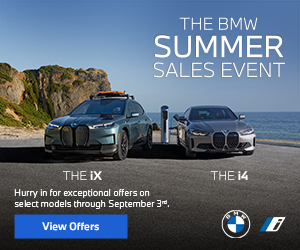 THE BMW
SUMMER
SALES EVENT
THE iX
THE i4
Hurry in for exceptional offers on
select models through September 3rd.
View Offers
BMW
i